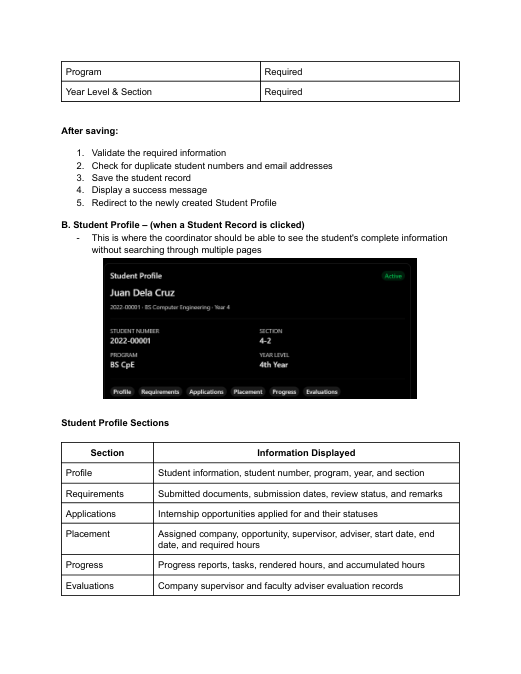 Program Required
Year Level & Section Required
After saving:
1. Validate the required information
2. Check for duplicate student numbers and email addresses
3. Save the student record
4. Display a success message
5. Redirect to the newly created Student Profile
B. Student Profile – (when a Student Record is clicked)
- This is where the coordinator should be able to see the student's complete information
without searching through multiple pages
Student Profile Active
Juan Dela Cruz
2022-00001 · BS Computer Engineering · Year 4
STUDENT NUMBER SECTION
2022-00001 4-2
PROGRAM YEAR LEVEL
BS CpE 4th Year
Profile Requirements Applications Placement Progress Evaluations
Student Profile Sections
Section Information Displayed
Profile Student information, student number, program, year, and section
Requirements Submitted documents, submission dates, review status, and remarks
Applications Internship opportunities applied for and their statuses
Placement Assigned company, opportunity, supervisor, adviser, start date, end
date, and required hours
Progress Progress reports, tasks, rendered hours, and accumulated hours
Evaluations Company supervisor and faculty adviser evaluation records